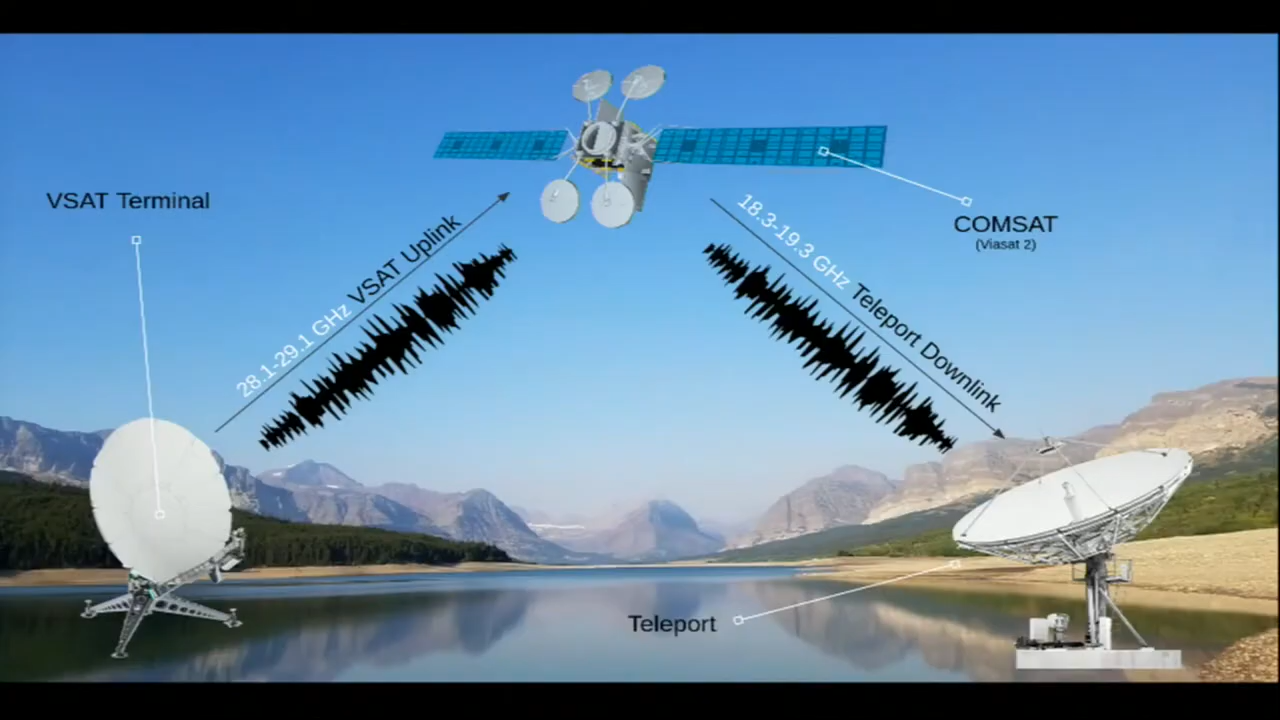 VSAT Terminal
28.1-29.1 GHz VSAT Uplink
18.3-19.3 GHz Teleport Downlink
COMSAT
(Viasat 2)
Teleport